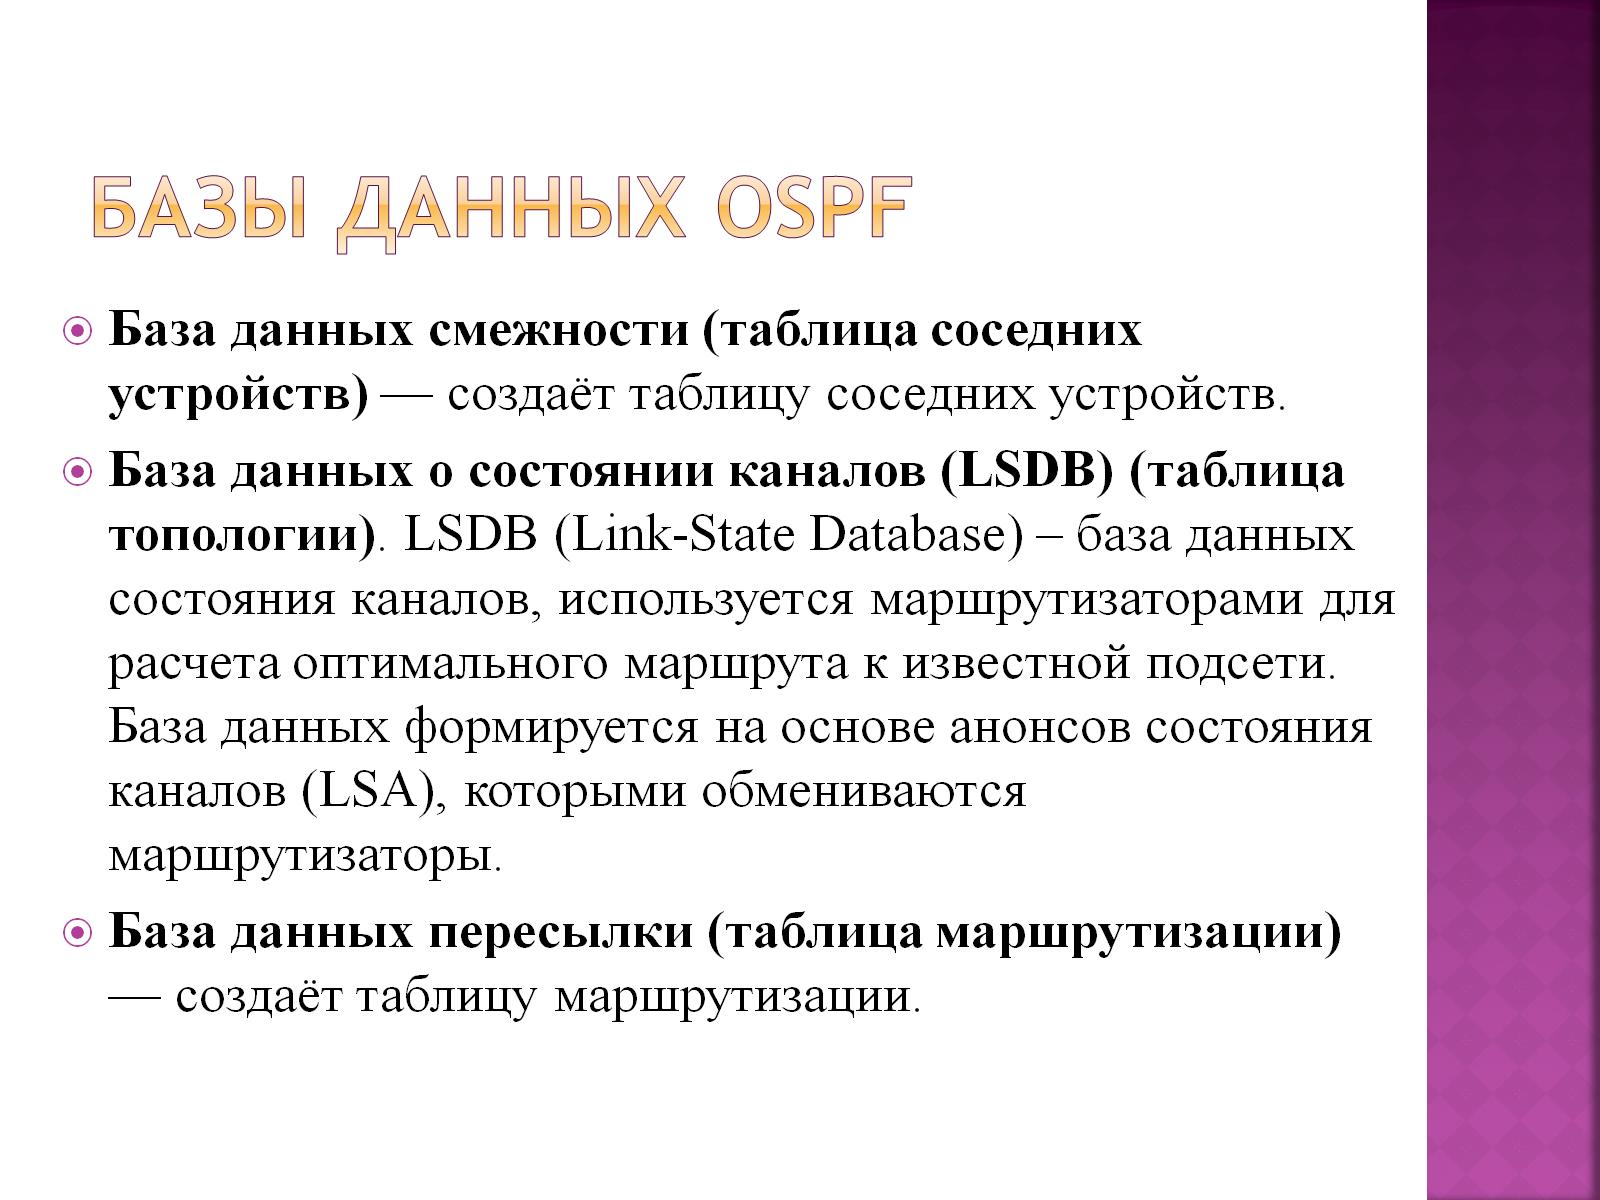 БАЗЫ ДАННЫХ OSPF
База данных смежности (таблица соседних
устройств) — создаёт таблицу соседних устройств.
База данных о состоянии каналов (LSDB) (таблица
топологии). LSDB (Link-State Database) – база данных
состояния каналов, используется маршрутизаторами для
расчета оптимального маршрута к известной подсети.
База данных формируется на основе анонсов состояния
каналов (LSA), которыми обмениваются
маршрутизаторы.
База данных пересылки (таблица маршрутизации)
— создаёт таблицу маршрутизации.